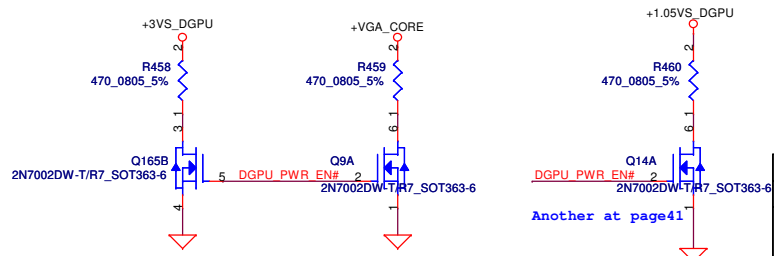 +3VS_DGPU
+VGA_CORE
+1.05VS_DGPU
2
2
2
R458
470_0805_5%
R459
470_0805_5%
R460
470_0805_5%
1
1
1
3
6
6
Q165B
2N7002DW-T/R7_SOT363-6
5
DGPU_PWR_EN#
2
Q9A
2N7002DW-T/R7_SOT363-6
DGPU_PWR_EN#
2
Q14A
2N7002DW-T/R7_SOT363-6
4
1
1
Another at page41